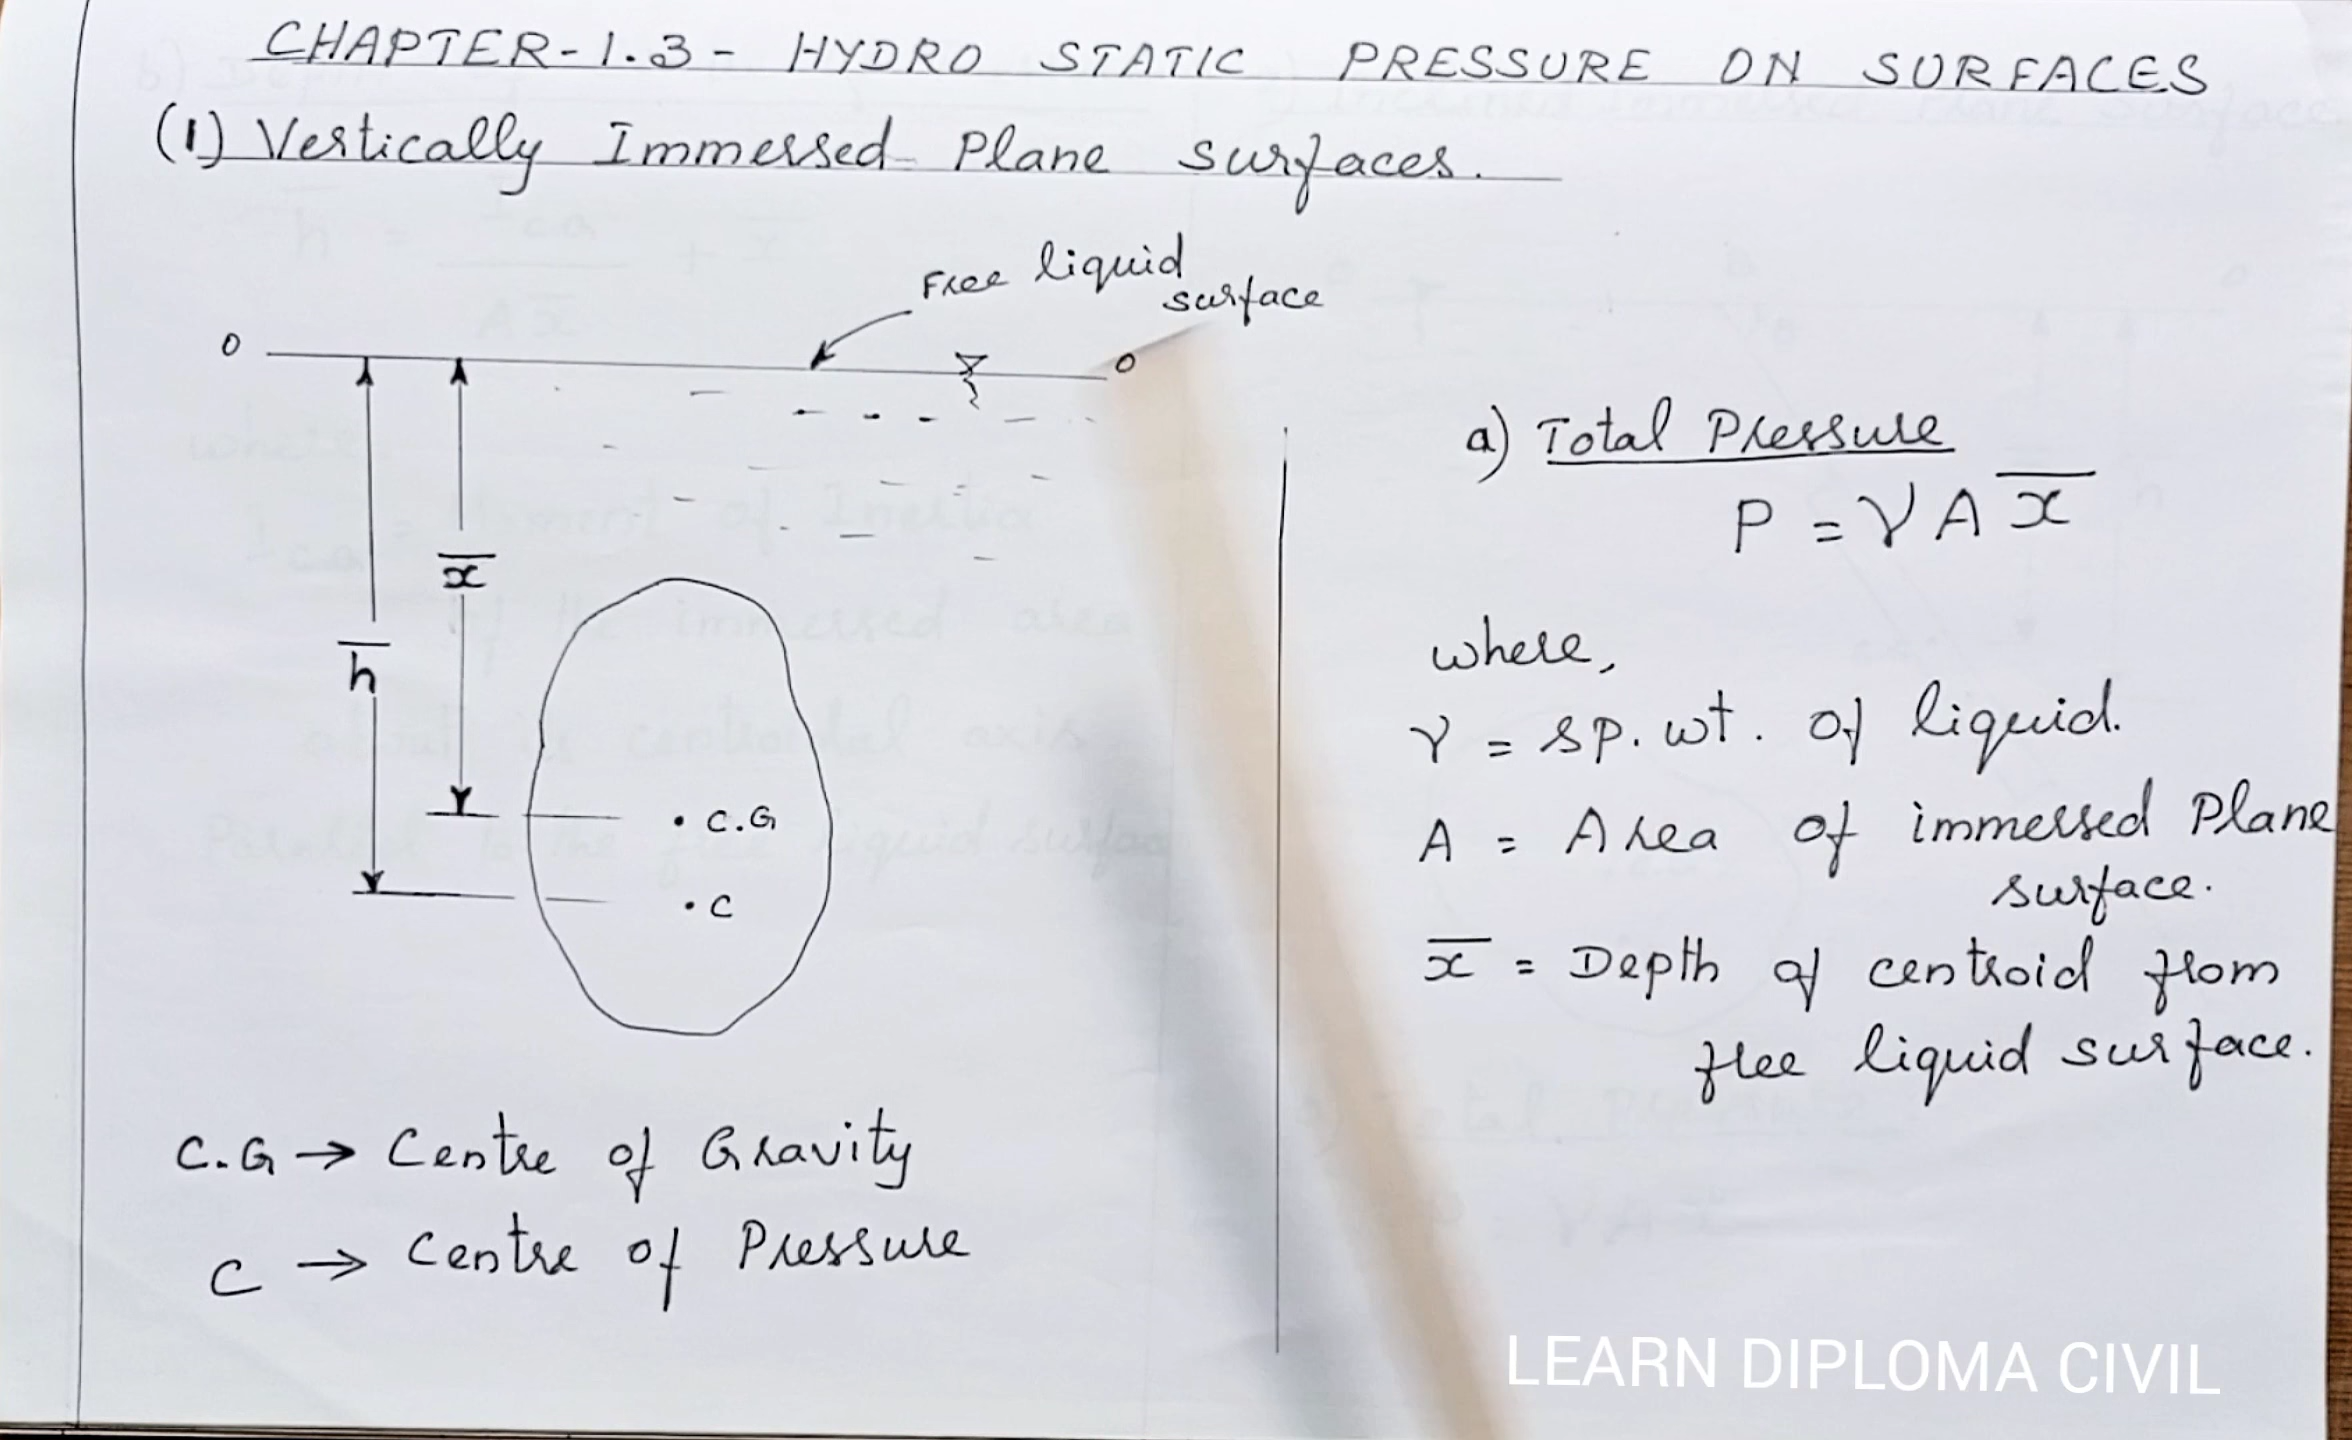 CHAPTER-1.3- HYDRO STATIC PRESSURE ON SURFACES
(1) Vertically Immersed Plane surfaces.
Free liquid
surface
0
0
x̅
h̅
. C.G
. C
C.G → Centre of Gravity
C → Centre of Pressure
a) Total Pressure
P = γ A x̅
where,
γ = sp. wt. of liquid.
A = Area of immersed Plane
surface.
x̅ = Depth of centroid from
free liquid surface.
LEARN DIPLOMA CIVIL